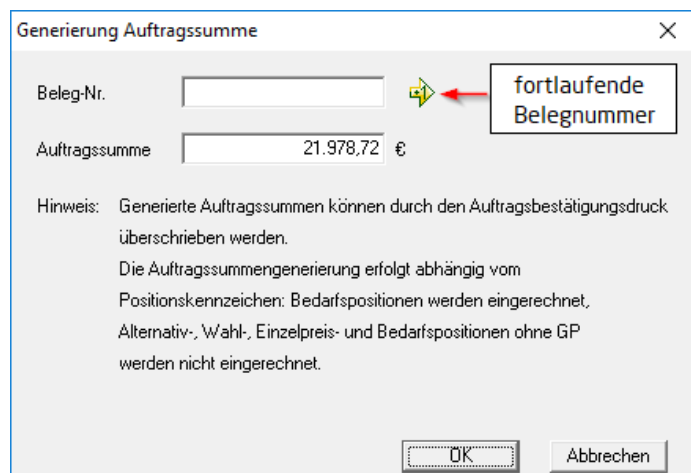 Generierung Auftragssumme
Beleg-Nr.
+1
fortlaufende
Belegnummer
Auftragssumme 21.978,72 €
Hinweis: Generierte Auftragssummen können durch den Auftragsbestätigungsdruck
überschrieben werden.
Die Auftragssummengenerierung erfolgt abhängig vom
Positionskennzeichen: Bedarfspositionen werden eingerechnet,
Alternativ-, Wahl-, Einzelpreis- und Bedarfspositionen ohne GP
werden nicht eingerechnet.
OK Abbrechen